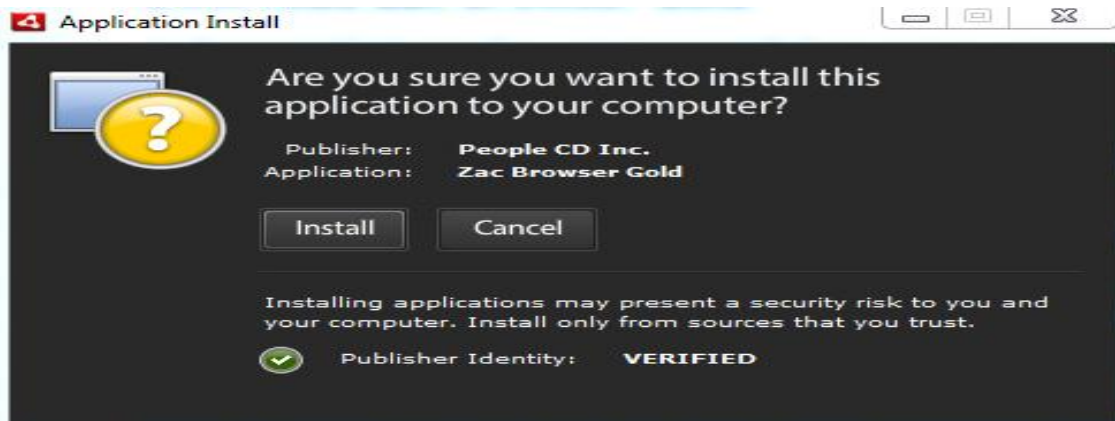 Application Install
Are you sure you want to install this
application to your computer?
Publisher: People CD Inc.
Application: Zac Browser Gold
Install Cancel
Installing applications may present a security risk to you and
your computer. Install only from sources that you trust.
Publisher Identity: VERIFIED